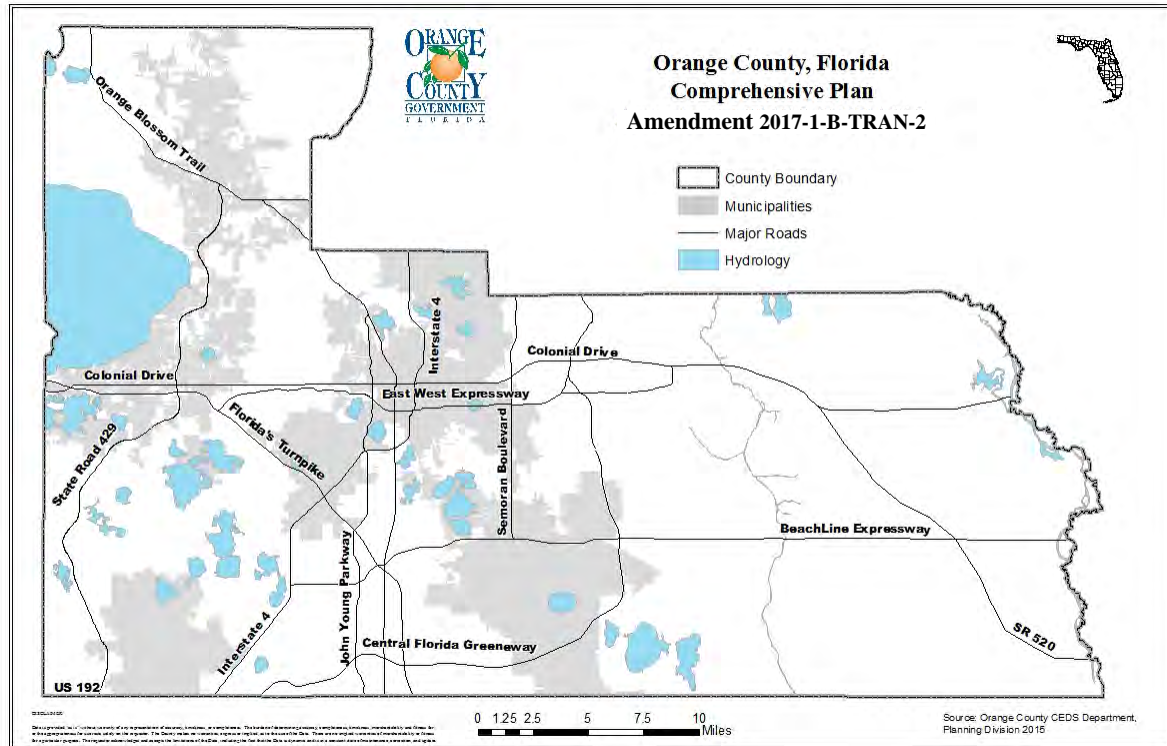 ORANGE
COUNTY
GOVERNMENT
FLORIDA
Orange County, Florida
Comprehensive Plan
Amendment 2017-1-B-TRAN-2
County Boundary
Municipalities
Major Roads
Hydrology
Orange Blossom Trail
Interstate 4
Colonial Drive
Colonial Drive
East West Expressway
Florida's Turnpike
State Road 429
Semoran Boulevard
BeachLine Expressway
John Young Parkway
Interstate 4
Central Florida Greeneway
SR 520
US 192
0 1.25 2.5 5 7.5 10
Miles
Source: Orange County CEDS Department,
Planning Division 2015